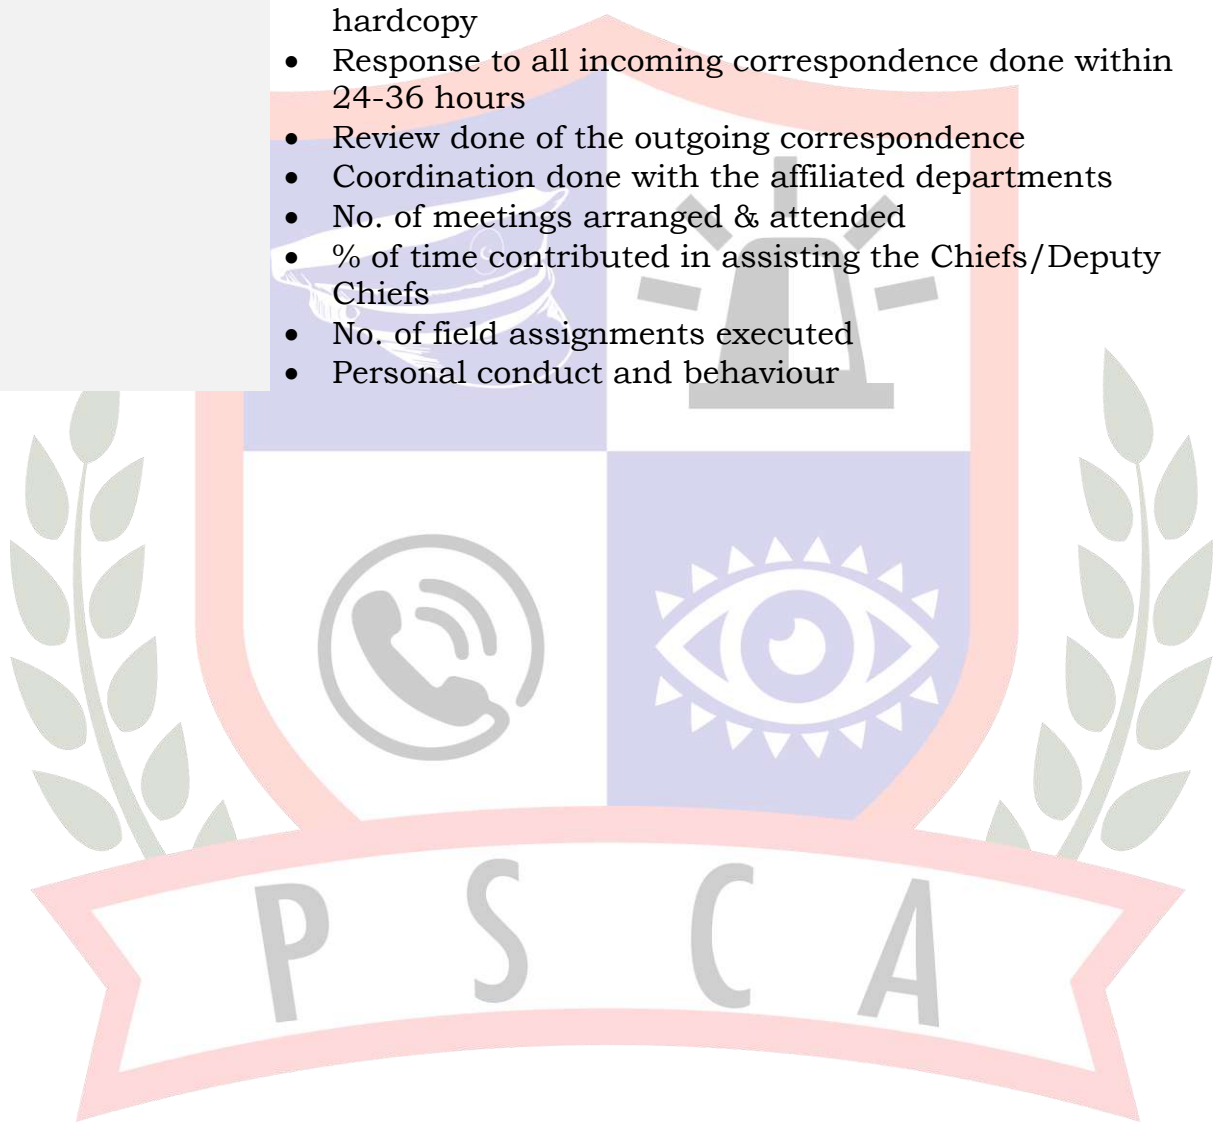 hardcopy
• Response to all incoming correspondence done within
24-36 hours
• Review done of the outgoing correspondence
• Coordination done with the affiliated departments
• No. of meetings arranged & attended
• % of time contributed in assisting the Chiefs/Deputy
Chiefs
• No. of field assignments executed
• Personal conduct and behaviour
P S C A